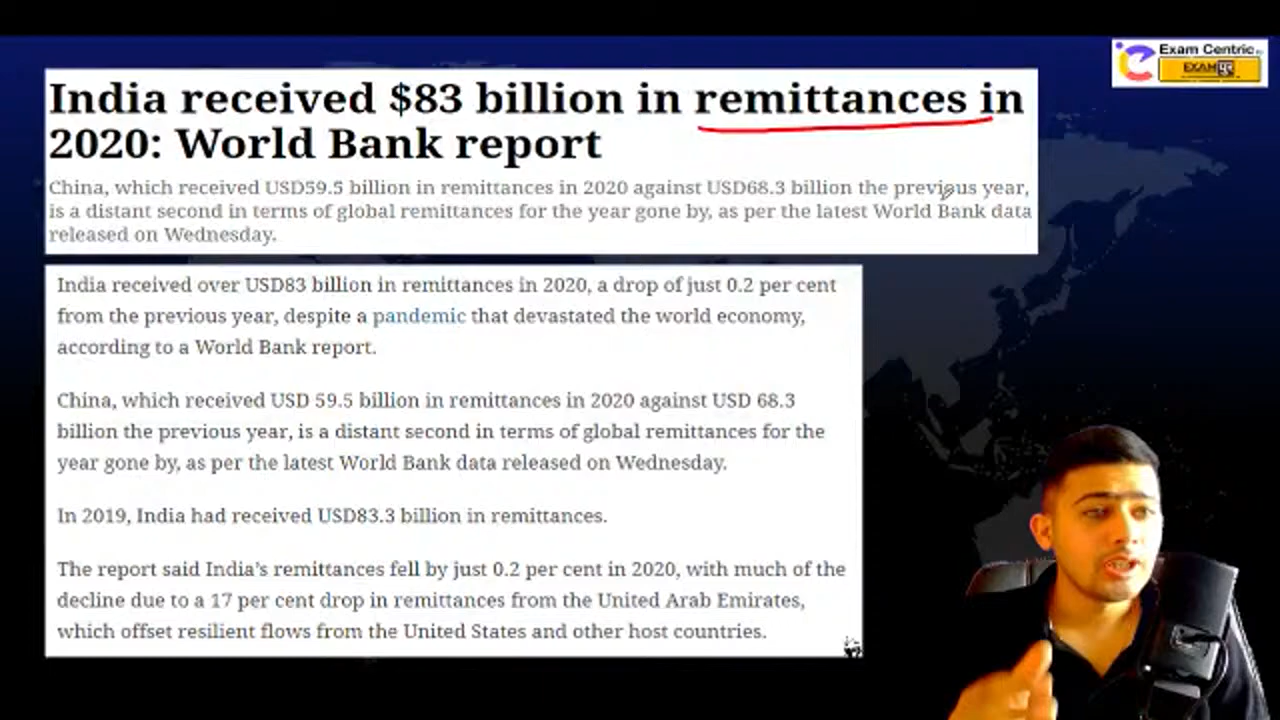 Exam Centric
EXAMपुर
India received $83 billion in remittances in
2020: World Bank report
China, which received USD59.5 billion in remittances in 2020 against USD68.3 billion the previous year,
is a distant second in terms of global remittances for the year gone by, as per the latest World Bank data
released on Wednesday.
India received over USD83 billion in remittances in 2020, a drop of just 0.2 per cent
from the previous year, despite a pandemic that devastated the world economy,
according to a World Bank report.
China, which received USD 59.5 billion in remittances in 2020 against USD 68.3
billion the previous year, is a distant second in terms of global remittances for the
year gone by, as per the latest World Bank data released on Wednesday.
In 2019, India had received USD83.3 billion in remittances.
The report said India’s remittances fell by just 0.2 per cent in 2020, with much of the
decline due to a 17 per cent drop in remittances from the United Arab Emirates,
which offset resilient flows from the United States and other host countries.